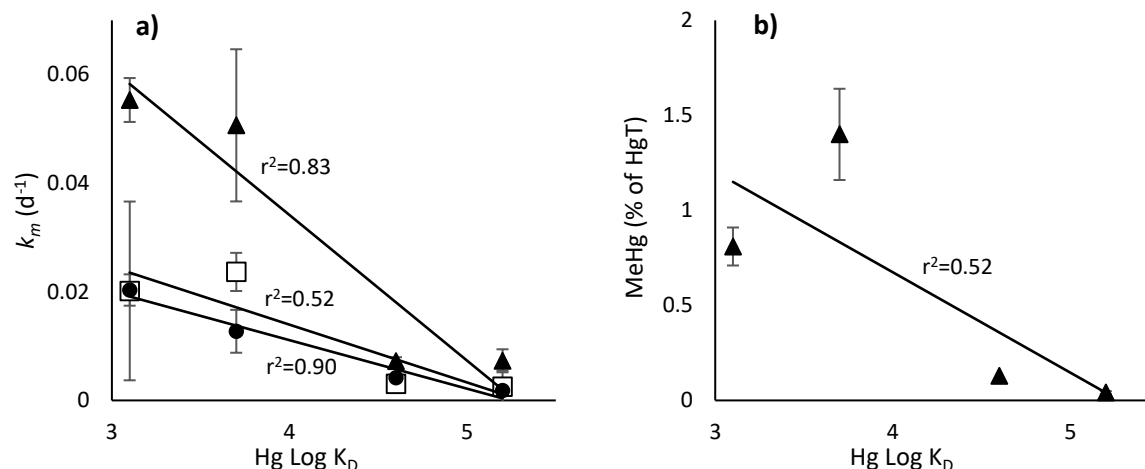 a)
0.06
0.04
0.02
0
k_m (d⁻¹)
r²=0.83
r²=0.52
r²=0.90
3
4
5
Hg Log K_D
b)
2
1.5
1
0.5
0
MeHg (% of HgT)
r²=0.52
3
4
5
Hg Log K_D